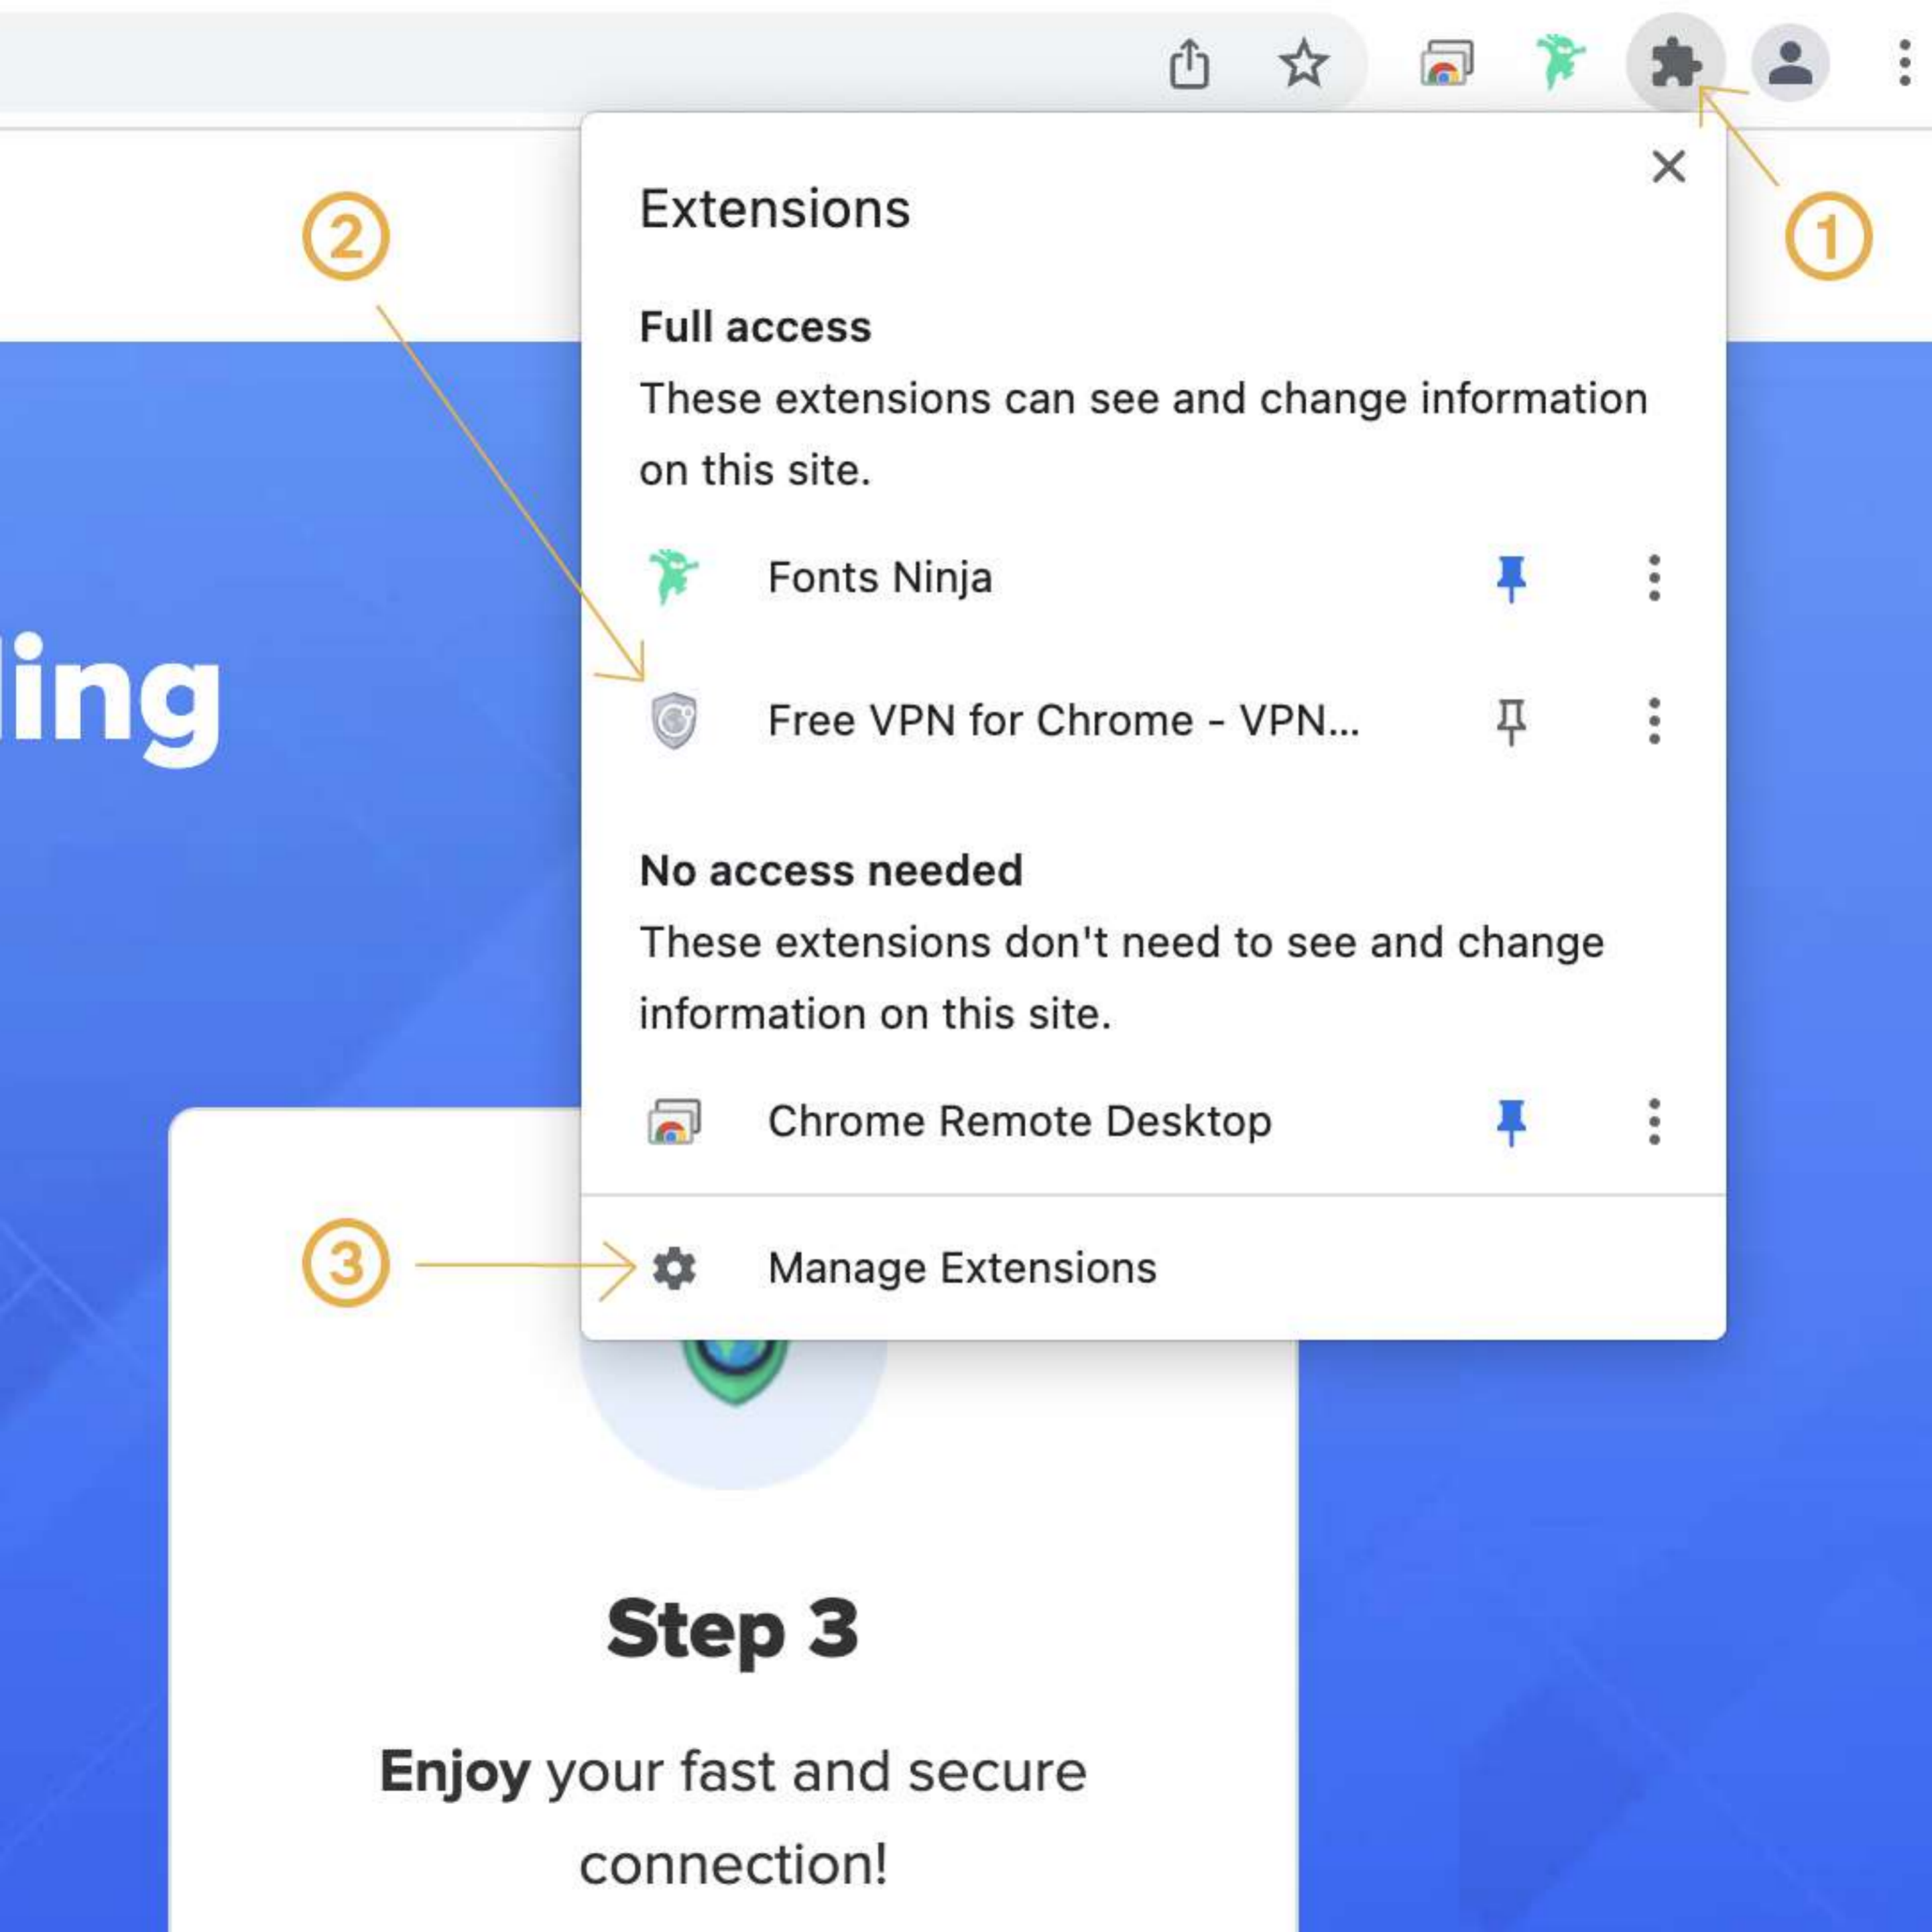 1
2
Extensions
Full access
These extensions can see and change information
on this site.
Fonts Ninja
Free VPN for Chrome - VPN...
No access needed
These extensions don't need to see and change
information on this site.
Chrome Remote Desktop
3
Manage Extensions
ling
Step 3
Enjoy your fast and secure
connection!